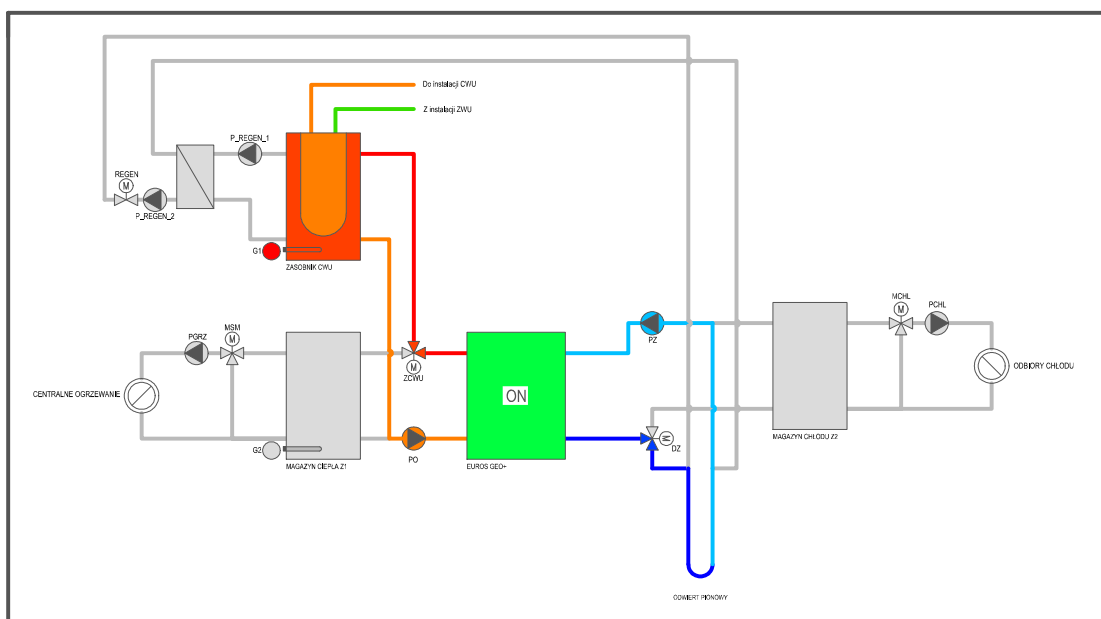 Do instalacji CWU
Z instalacji ZWU
P_REGEN_1
REGEN
M
P_REGEN_2
G1
ZASOBNIK CWU
PGRZ
MSM
M
M
ZCWU
CENTRALNE OGRZEWANIE
G2
MAGAZYN CIEPŁA Z1
PO
ON
EUROS GEO+
PZ
M
DZ
ODWIERT PIONOWY
MCHL
M
PCHL
ODBIORY CHŁODU
MAGAZYN CHŁODU Z2